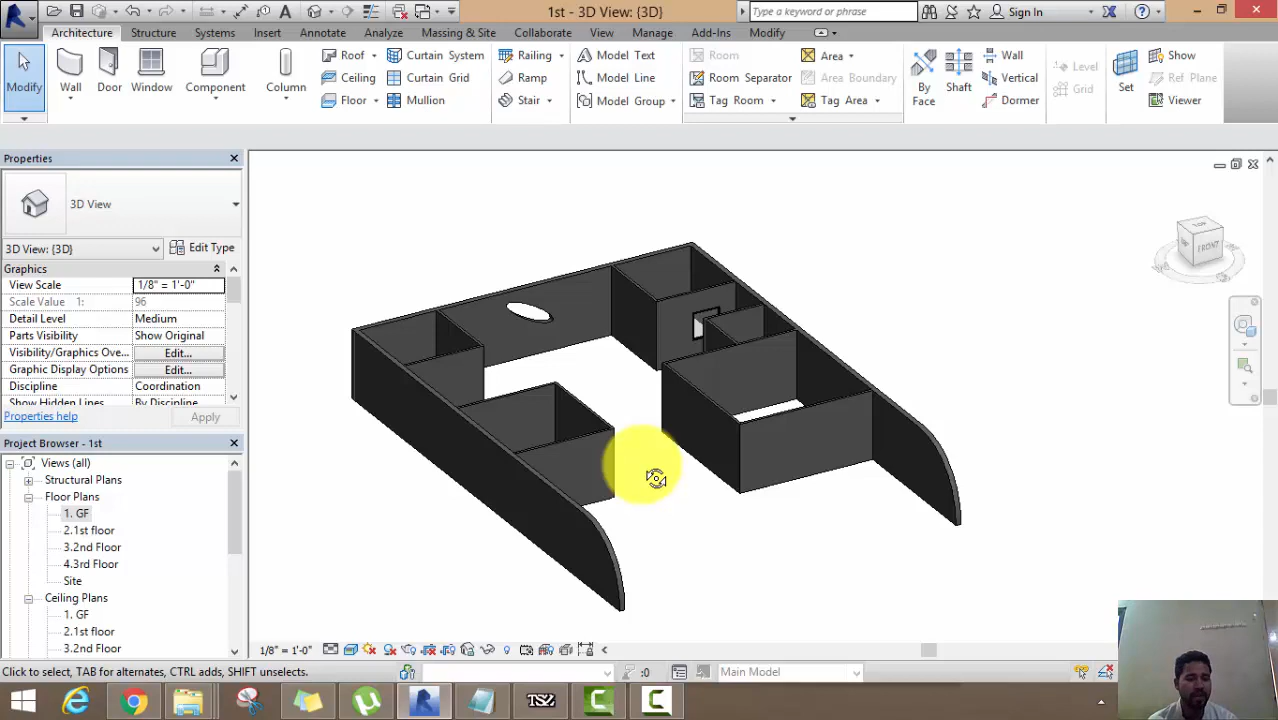 1st - 3D View: {3D}
Type a keyword or phrase
Sign In
Architecture Structure Systems Insert Annotate Analyze Massing & Site Collaborate View Manage Add-Ins Modify
Modify
Wall
Door
Window
Component
Column
Roof
Ceiling
Floor
Curtain System
Curtain Grid
Mullion
Railing
Ramp
Stair
Model Text
Model Line
Model Group
Room
Room Separator
Tag Room
Area
Area Boundary
Tag Area
By
Face
Shaft
Wall
Vertical
Dormer
Level
Grid
Set
Show
Ref Plane
Viewer
Properties
3D View
3D View: {3D}
Edit Type
Graphics
View Scale 1/8" = 1'-0"
Scale Value 1: 96
Detail Level Medium
Parts Visibility Show Original
Visibility/Graphics Ove... Edit...
Graphic Display Options Edit...
Discipline Coordination
Show Hidden Lines By Discipline
Properties help
Apply
Project Browser - 1st
Views (all)
Structural Plans
Floor Plans
1. GF
2.1st floor
3.2nd Floor
4.3rd Floor
Site
Ceiling Plans
1. GF
2.1st floor
3.2nd Floor
TOP
FRONT
1/8" = 1'-0"
Click to select, TAB for alternates, CTRL adds, SHIFT unselects.
:0
Main Model
TS2